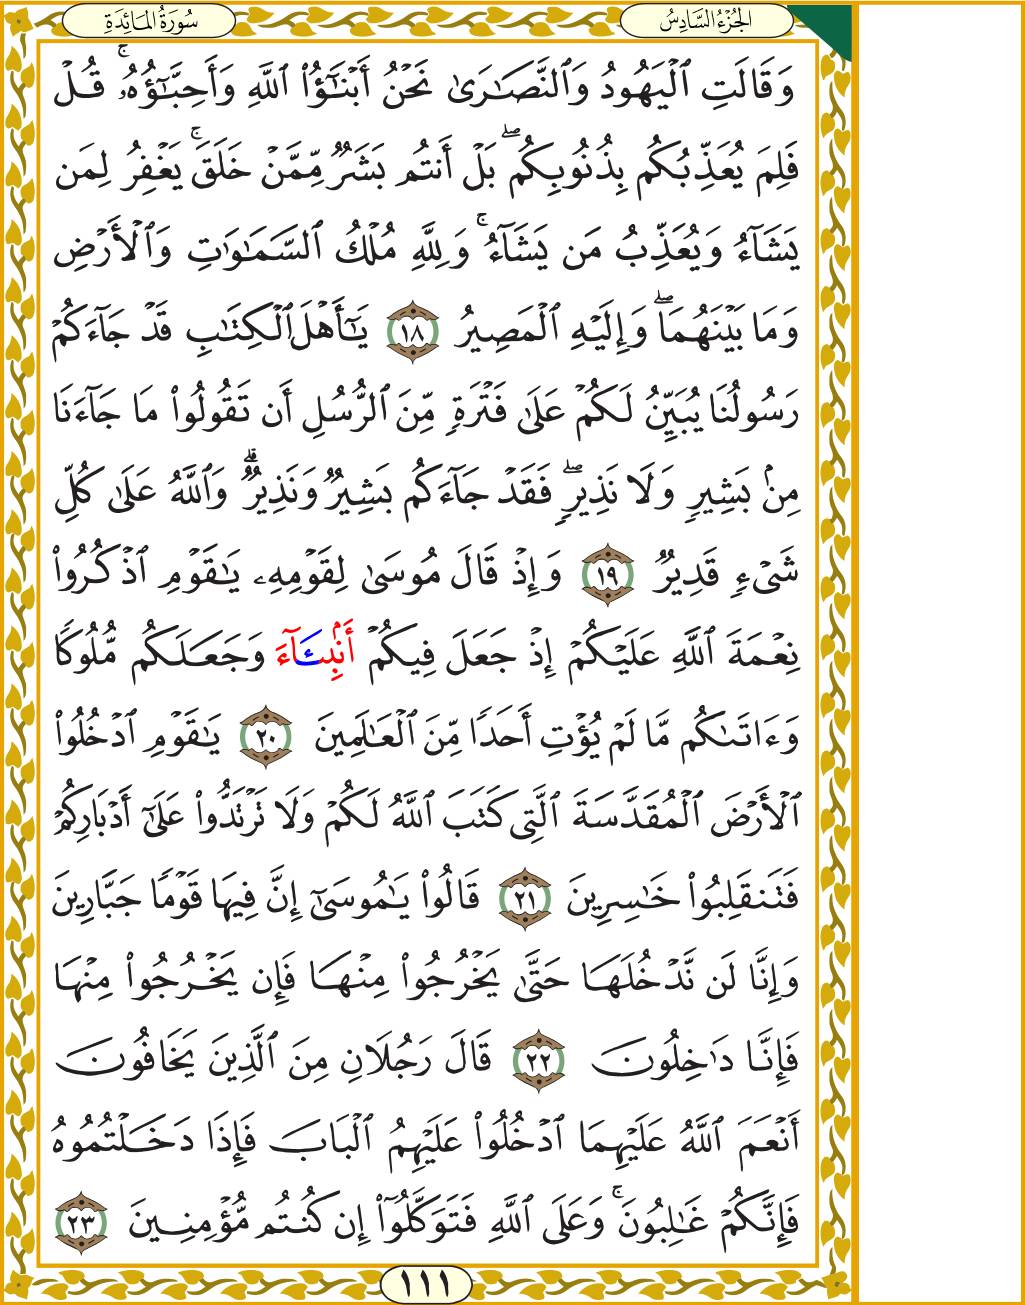 الجُزْءُ السَّادِسُ
سُورَةُ المَائِدَةِ
وَقَالَتِ ٱلْيَهُودُ وَٱلنَّصَٰرَىٰ نَحْنُ أَبْنَٰٓؤُا۟ ٱللَّهِ وَأَحِبَّٰٓؤُهُۥ ۚ قُلْ
فَلِمَ يُعَذِّبُكُم بِذُنُوبِكُم ۖ بَلْ أَنتُم بَشَرٌ مِّمَّنْ خَلَقَ ۚ يَغْفِرُ لِمَن
يَشَآءُ وَيُعَذِّبُ مَن يَشَآءُ ۚ وَلِلَّهِ مُلْكُ ٱلسَّمَٰوَٰتِ وَٱلْأَرْضِ
وَمَا بَيْنَهُمَا ۖ وَإِلَيْهِ ٱلْمَصِيرُ ١٨ يَٰٓأَهْلَ ٱلْكِتَٰبِ قَدْ جَآءَكُمْ
رَسُولُنَا يُبَيِّنُ لَكُمْ عَلَىٰ فَتْرَةٍ مِّنَ ٱلرُّسُلِ أَن تَقُولُوا۟ مَا جَآءَنَا
مِنۢ بَشِيرٍ وَلَا نَذِيرٍ ۖ فَقَدْ جَآءَكُم بَشِيرٌ وَنَذِيرٌ ۗ وَٱللَّهُ عَلَىٰ كُلِّ
شَىْءٍ قَدِيرٌ ١٩ وَإِذْ قَالَ مُوسَىٰ لِقَوْمِهِۦ يَٰقَوْمِ ٱذْكُرُوا۟
نِعْمَةَ ٱللَّهِ عَلَيْكُمْ إِذْ جَعَلَ فِيكُمْ أَنۢبِئَآءَ وَجَعَلَكُم مُّلُوكًا
وَءَاتَىٰكُم مَّا لَمْ يُؤْتِ أَحَدًا مِّنَ ٱلْعَٰلَمِينَ ٢٠ يَٰقَوْمِ ٱدْخُلُوا۟
ٱلْأَرْضَ ٱلْمُقَدَّسَةَ ٱلَّتِى كَتَبَ ٱللَّهُ لَكُمْ وَلَا تَرْتَدُّوا۟ عَلَىٰٓ أَدْبَارِكُمْ
فَتَنقَلِبُوا۟ خَٰسِرِينَ ٢١ قَالُوا۟ يَٰمُوسَىٰٓ إِنَّ فِيهَا قَوْمًا جَبَّارِينَ
وَإِنَّا لَن نَّدْخُلَهَا حَتَّىٰ يَخْرُجُوا۟ مِنْهَا فَإِن يَخْرُجُوا۟ مِنْهَا
فَإِنَّا دَٰخِلُونَ ٢٢ قَالَ رَجُلَانِ مِنَ ٱلَّذِينَ يَخَافُونَ
أَنْعَمَ ٱللَّهُ عَلَيْهِمَا ٱدْخُلُوا۟ عَلَيْهِمُ ٱلْبَابَ فَإِذَا دَخَلْتُمُوهُ
فَإِنَّكُمْ غَٰلِبُونَ ۚ وَعَلَى ٱللَّهِ فَتَوَكَّلُوٓا۟ إِن كُنتُم مُّؤْمِنِينَ ٢٣
١١١